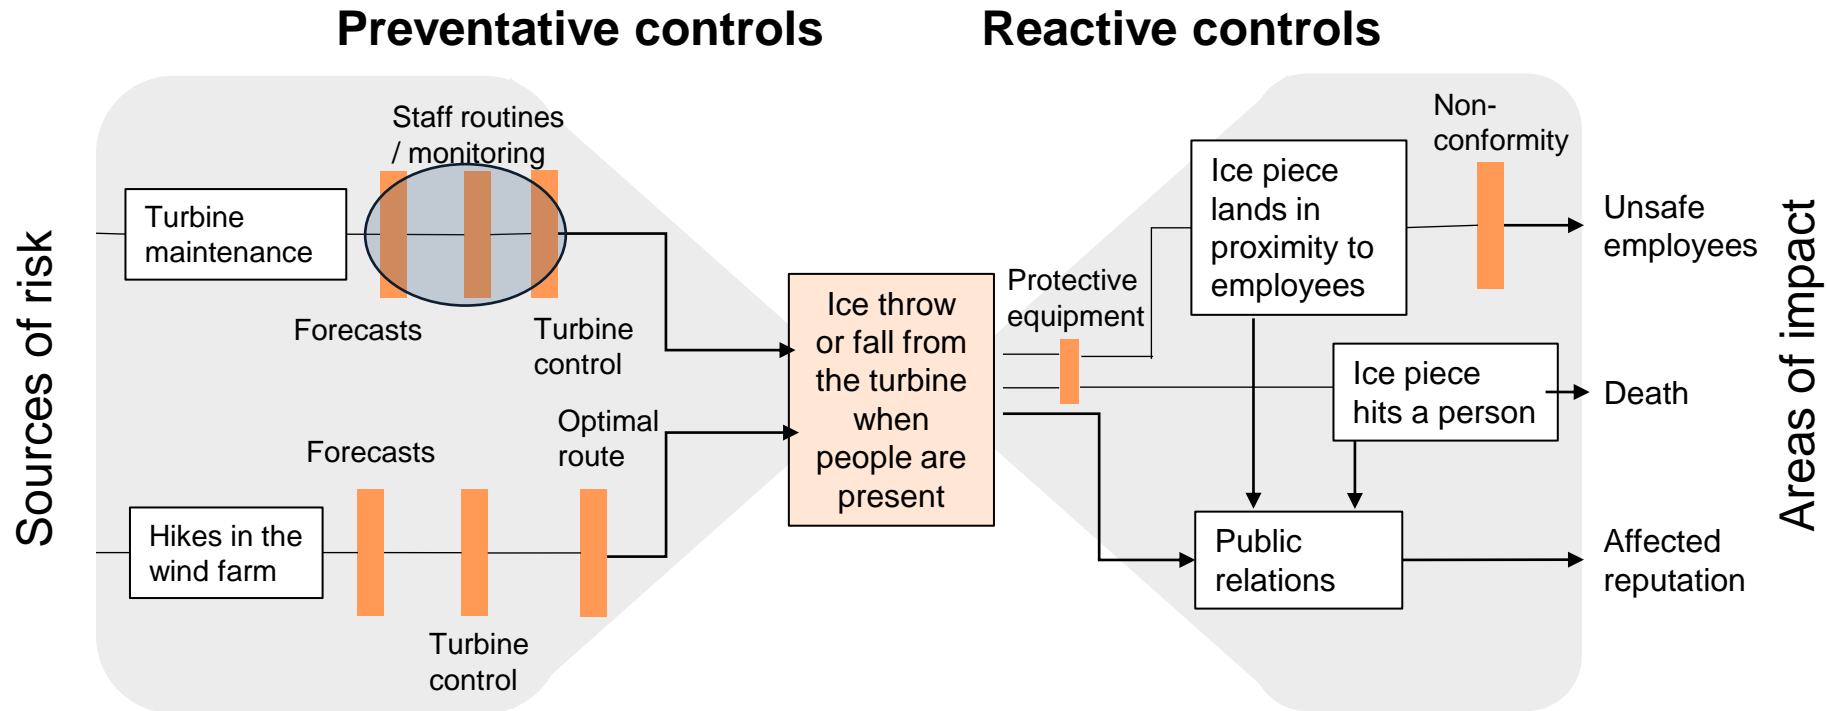 Preventative controls
Reactive controls
Sources of risk
Staff routines
/ monitoring
Turbine
maintenance
Forecasts
Turbine
control
Forecasts
Optimal
route
Hikes in the
wind farm
Turbine
control
Ice throw
or fall from
the turbine
when
people are
present
Protective
equipment
Ice piece
lands in
proximity to
employees
Non-
conformity
Ice piece
hits a person
Public
relations
Unsafe
employees
Death
Affected
reputation
Areas of impact